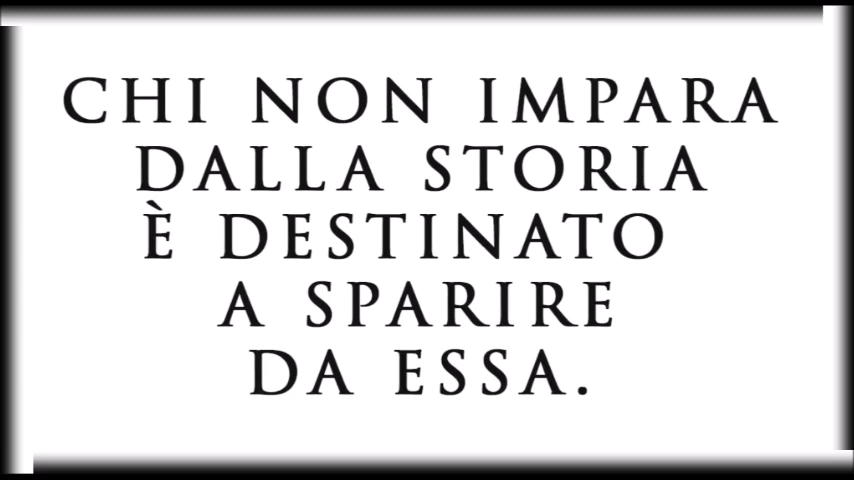 CHI NON IMPARA
DALLA STORIA
È DESTINATO
A SPARIRE
DA ESSA.